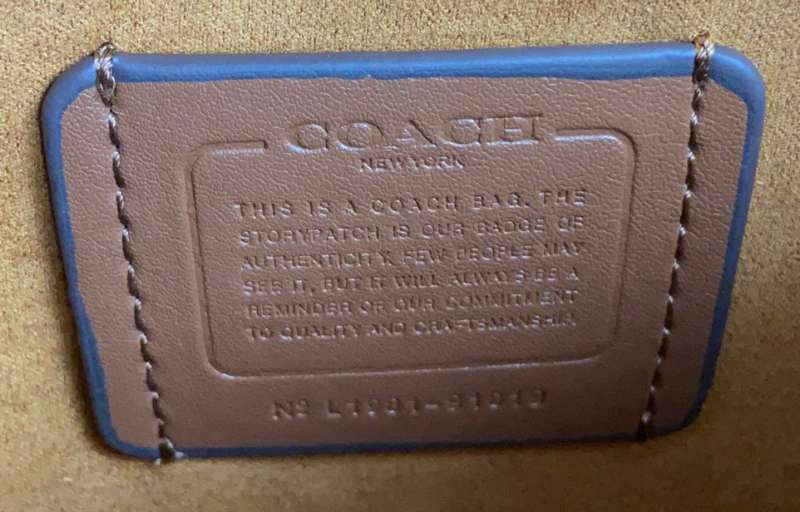 COACH
NEW YORK
THIS IS A COACH BAG. THE
STORYPATCH IS OUR BADGE OF
AUTHENTICITY. FEW PEOPLE MAY
SEE IT, BUT IT WILL ALWAYS BE A
REMINDER OF OUR COMMITMENT
TO QUALITY AND CRAFTSMANSHIP.
Nº